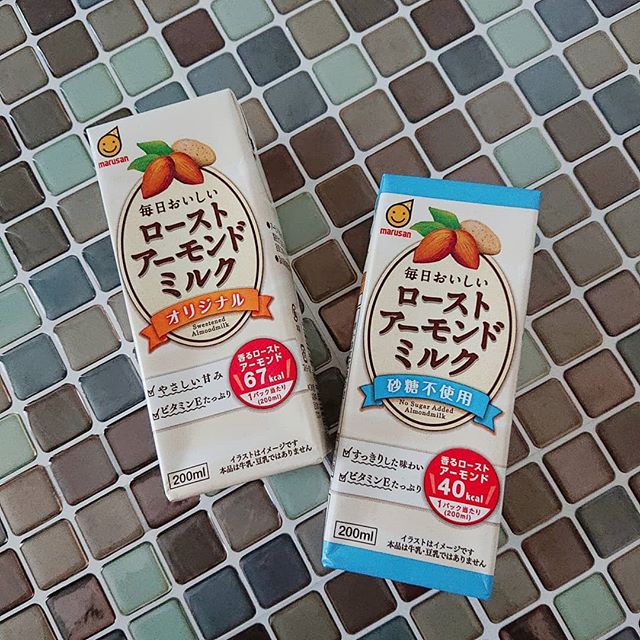 marusan
毎日おいしい
ロースト
アーモンド
ミルク
オリジナル
Sweetened
Almondmilk
やさしい甘み
ビタミンEたっぷり
香るロースト
アーモンド
67kcal
1パック当たり
(200ml)
200ml
イラストはイメージです
本品は牛乳・豆乳ではありません
marusan
毎日おいしい
ロースト
アーモンド
ミルク
砂糖不使用
No Sugar Added
Almondmilk
すっきりした味わい
ビタミンEたっぷり
香るロースト
アーモンド
40kcal
1パック当たり
(200ml)
200ml
イラストはイメージです
本品は牛乳・豆乳ではありません